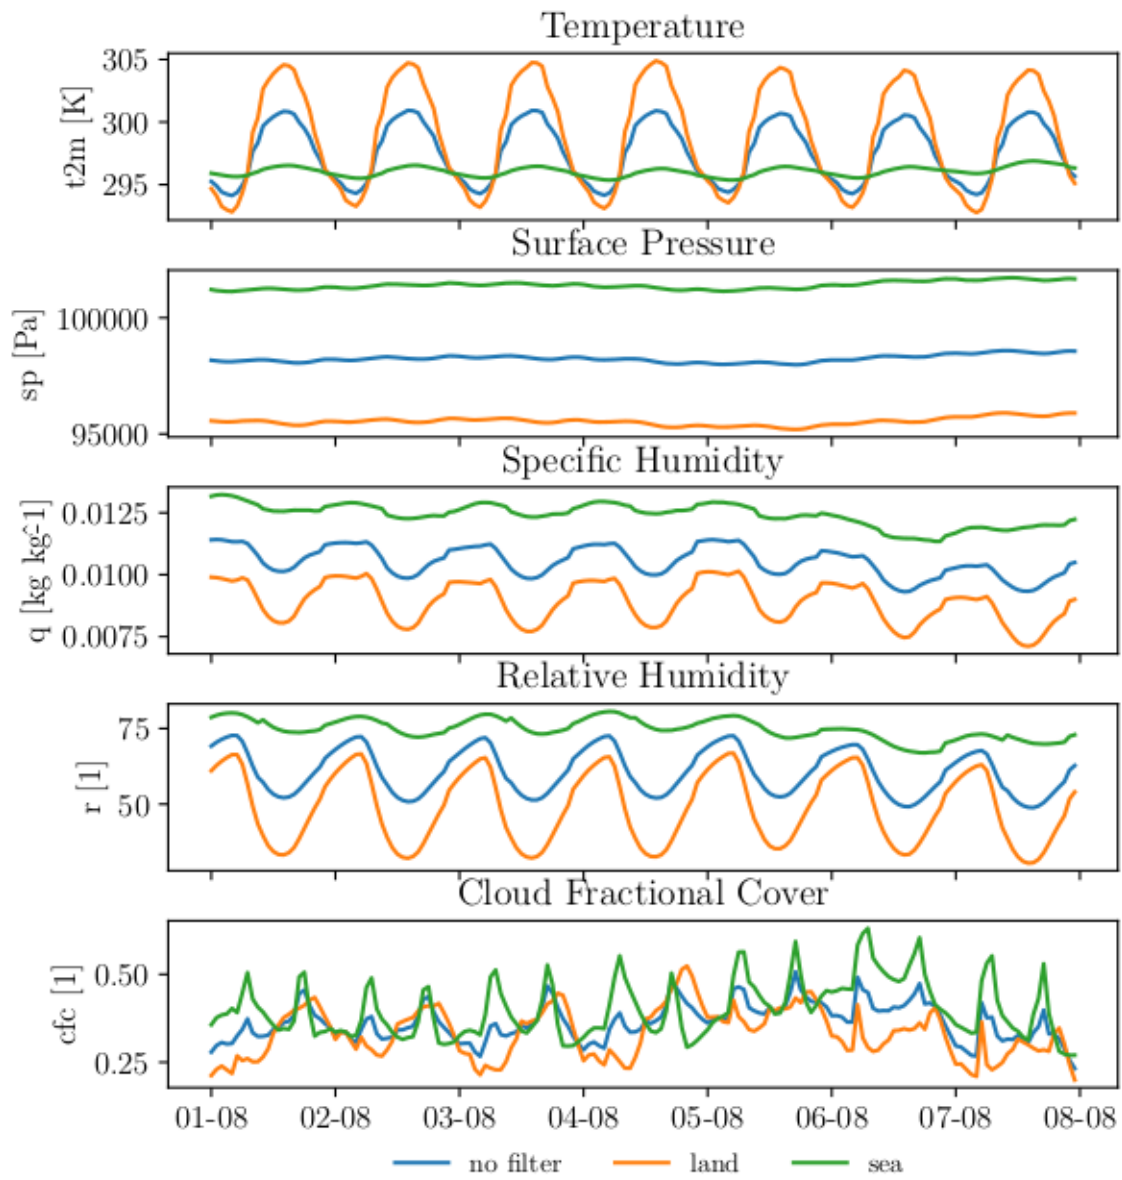 Temperature
t2m [K]
305
300
295
Surface Pressure
sp [Pa]
100000
95000
Specific Humidity
q [kg kgˆ-1]
0.0125
0.0100
0.0075
Relative Humidity
r [1]
75
50
Cloud Fractional Cover
cfc [1]
0.50
0.25
01-08 02-08 03-08 04-08 05-08 06-08 07-08 08-08
no filter land sea